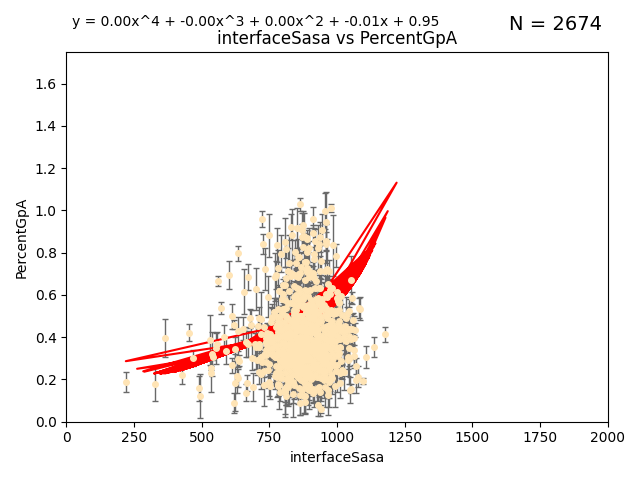 y = 0.00x^4 + -0.00x^3 + 0.00x^2 + -0.01x + 0.95
N = 2674
interfaceSasa vs PercentGpA
PercentGpA
1.6
1.4
1.2
1.0
0.8
0.6
0.4
0.2
0.0
0 250 500 750 1000 1250 1500 1750 2000
interfaceSasa